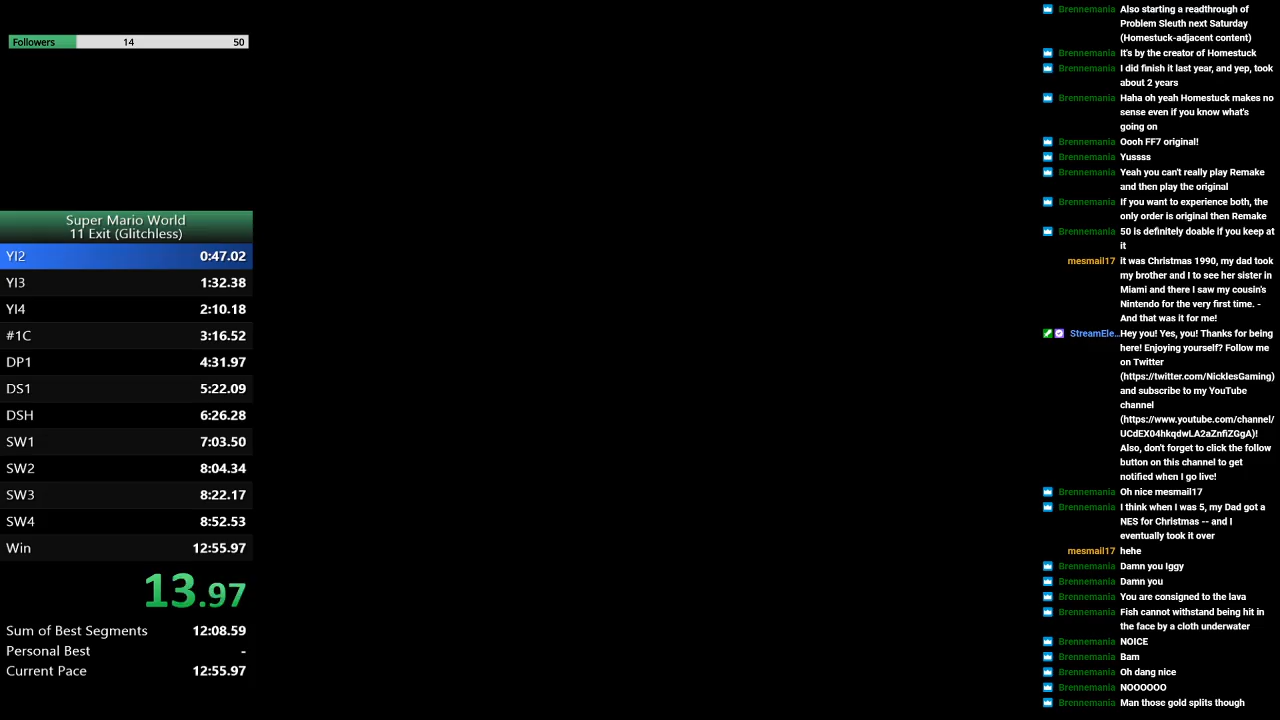 Followers 14 50
Super Mario World
11 Exit (Glitchless)
YI2 0:47.02
YI3 1:32.38
YI4 2:10.18
#1C 3:16.52
DP1 4:31.97
DS1 5:22.09
DSH 6:26.28
SW1 7:03.50
SW2 8:04.34
SW3 8:22.17
SW4 8:52.53
Win 12:55.97
13.97
Sum of Best Segments 12:08.59
Personal Best -
Current Pace 12:55.97
Brennemania Also starting a readthrough of
Problem Sleuth next Saturday
(Homestuck-adjacent content)
Brennemania It's by the creator of Homestuck
Brennemania I did finish it last year, and yep, took
about 2 years
Brennemania Haha oh yeah Homestuck makes no
sense even if you know what's
going on
Brennemania Oooh FF7 original!
Brennemania Yussss
Brennemania Yeah you can't really play Remake
and then play the original
Brennemania If you want to experience both, the
only order is original then Remake
Brennemania 50 is definitely doable if you keep at
it
mesmail17 it was Christmas 1990, my dad took
my brother and I to see her sister in
Miami and there I saw my cousin's
Nintendo for the very first time. -
And that was it for me!
StreamEle... Hey you! Yes, you! Thanks for being
here! Enjoying yourself? Follow me
on Twitter
(https://twitter.com/NicklesGaming)
and subscribe to my YouTube
channel
(https://www.youtube.com/channel/
UCdEX04hkqdwLA2aZnfiZGgA)!
Also, don't forget to click the follow
button on this channel to get
notified when I go live!
Brennemania Oh nice mesmail17
Brennemania I think when I was 5, my Dad got a
NES for Christmas -- and I
eventually took it over
mesmail17 hehe
Brennemania Damn you Iggy
Brennemania Damn you
Brennemania You are consigned to the lava
Brennemania Fish cannot withstand being hit in
the face by a cloth underwater
Brennemania NOICE
Brennemania Bam
Brennemania Oh dang nice
Brennemania NOOOOOO
Brennemania Man those gold splits though